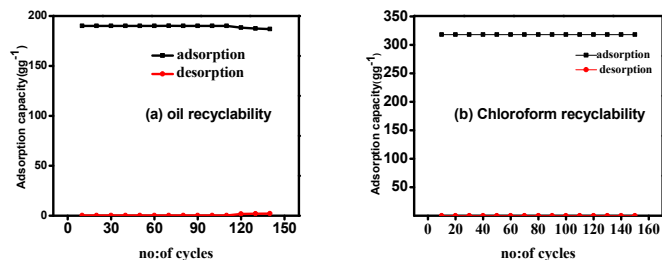 200
150
100
50
0
Adsorption capacity(gg-1)
adsorption
desorption
(a) oil recyclability
0 30 60 90 120 150
no:of cycles
350
300
250
200
150
100
50
Adsorption capacity(gg-1)
adsorption
desorption
(b) Chloroform recyclability
0 20 40 60 80 100 120 140 160
no:of cycles